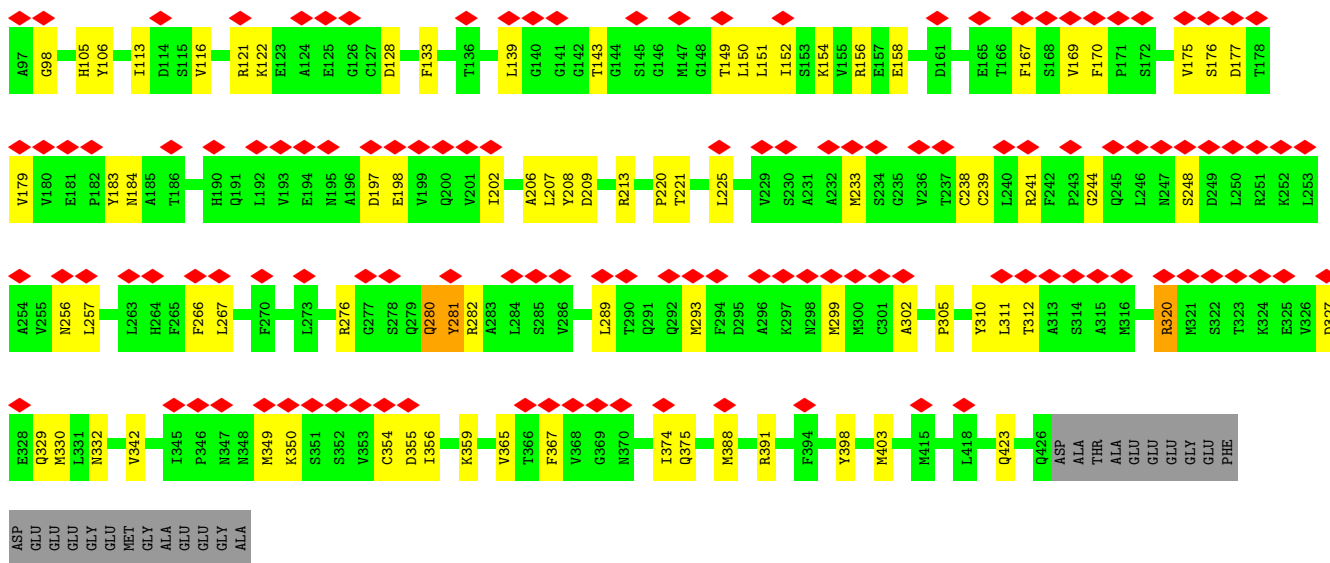 A97 G98 H105 Y106 I113 D114 S115 V116 R121 K122 E123 A124 E125 G126 C127 D128 F133 T136 L139 G140 G141 G142 T143 G144 S145 G146 M147 G148 T149 L150 L151 I152 S153 K154 V155 R156 E157 E158 D161 E165 T166 F167 S168 V169 F170 P171 S172 V175 S176 D177 T178
V179 V180 E181 P182 Y183 N184 A185 T186 H190 Q191 L192 V193 E194 N195 A196 D197 E198 V199 Q200 V201 I202 A206 L207 Y208 D209 R213 P220 T221 L225 V229 S230 A231 A232 M233 S234 G235 V236 T237 C238 C239 L240 R241 F242 P243 G244 Q245 L246 N247 S248 D249 L250 R251 K252 L253
A254 V255 N256 L257 L263 H264 F265 F266 L267 F270 L273 R276 G277 S278 Q279 Q280 Y281 R282 A283 L284 S285 V286 L289 T290 Q291 Q292 M293 F294 D295 A296 K297 N298 M299 M300 C301 A302 P305 Y310 L311 T312 A313 S314 A315 M316 R320 M321 S322 T323 K324 E325 V326 D327
E328 Q329 M330 L331 N332 V342 I345 P346 N347 N348 M349 K350 S351 S352 V353 C354 D355 I356 K359 V365 T366 F367 V368 G369 N370 I374 Q375 M388 R391 F394 Y398 M403 M415 L418 Q423 Q426 ASP ALA THR ALA GLU GLU GLU GLY GLU PHE
ASP GLU GLU GLU GLY GLU MET GLY ALA GLU GLU GLY ALA